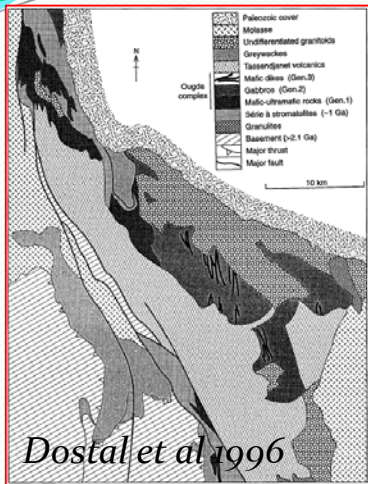 Paleozoic cover
Molasse
Undifferentiated granitoids
Greywackes
Tassendjanet volcanics
Mafic dikes (Gen.3)
Ougda complex
Gabbros (Gen.2)
Mafic-ultramafic rocks (Gen.1)
Série à stromatolites (~1 Ga)
Granulites
Basement (>2.1 Ga)
Major thrust
Major fault
N
10 km
Dostal et al 1996